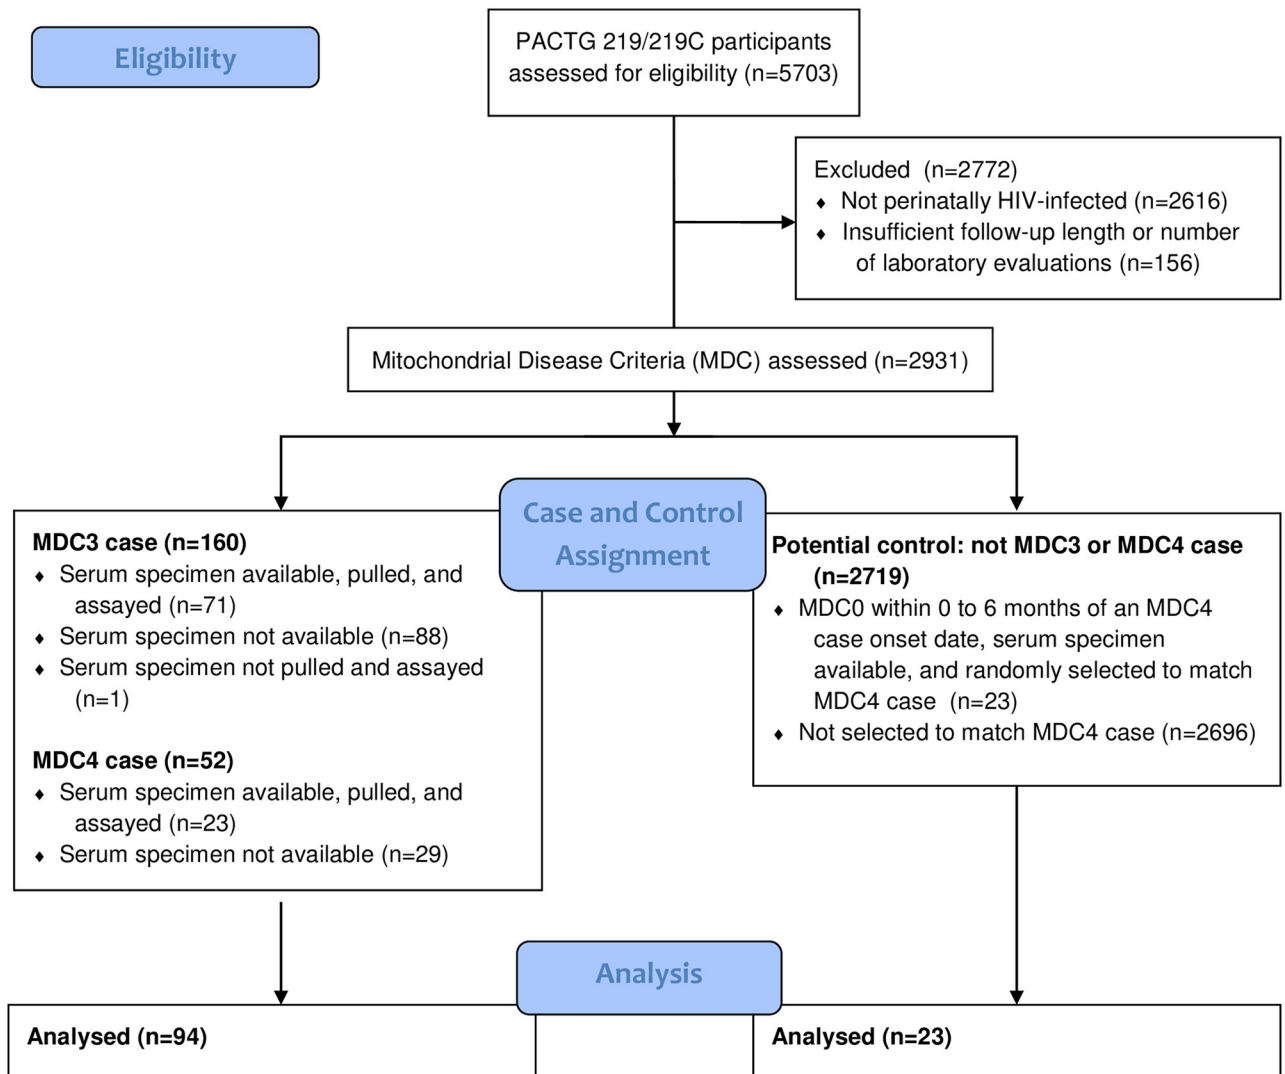 Eligibility
PACTG 219/219C participants
assessed for eligibility (n=5703)
Excluded  (n=2772)
♦ Not perinatally HIV-infected (n=2616)
♦ Insufficient follow-up length or number
of laboratory evaluations (n=156)
Mitochondrial Disease Criteria (MDC) assessed (n=2931)
Case and Control
Assignment
MDC3 case (n=160)
♦ Serum specimen available, pulled, and
assayed (n=71)
♦ Serum specimen not available (n=88)
♦ Serum specimen not pulled and assayed
(n=1)
MDC4 case (n=52)
♦ Serum specimen available, pulled, and
assayed (n=23)
♦ Serum specimen not available (n=29)
Potential control: not MDC3 or MDC4 case
(n=2719)
♦ MDC0 within 0 to 6 months of an MDC4
case onset date, serum specimen
available, and randomly selected to match
MDC4 case  (n=23)
♦ Not selected to match MDC4 case (n=2696)
Analysis
Analysed (n=94)
Analysed (n=23)